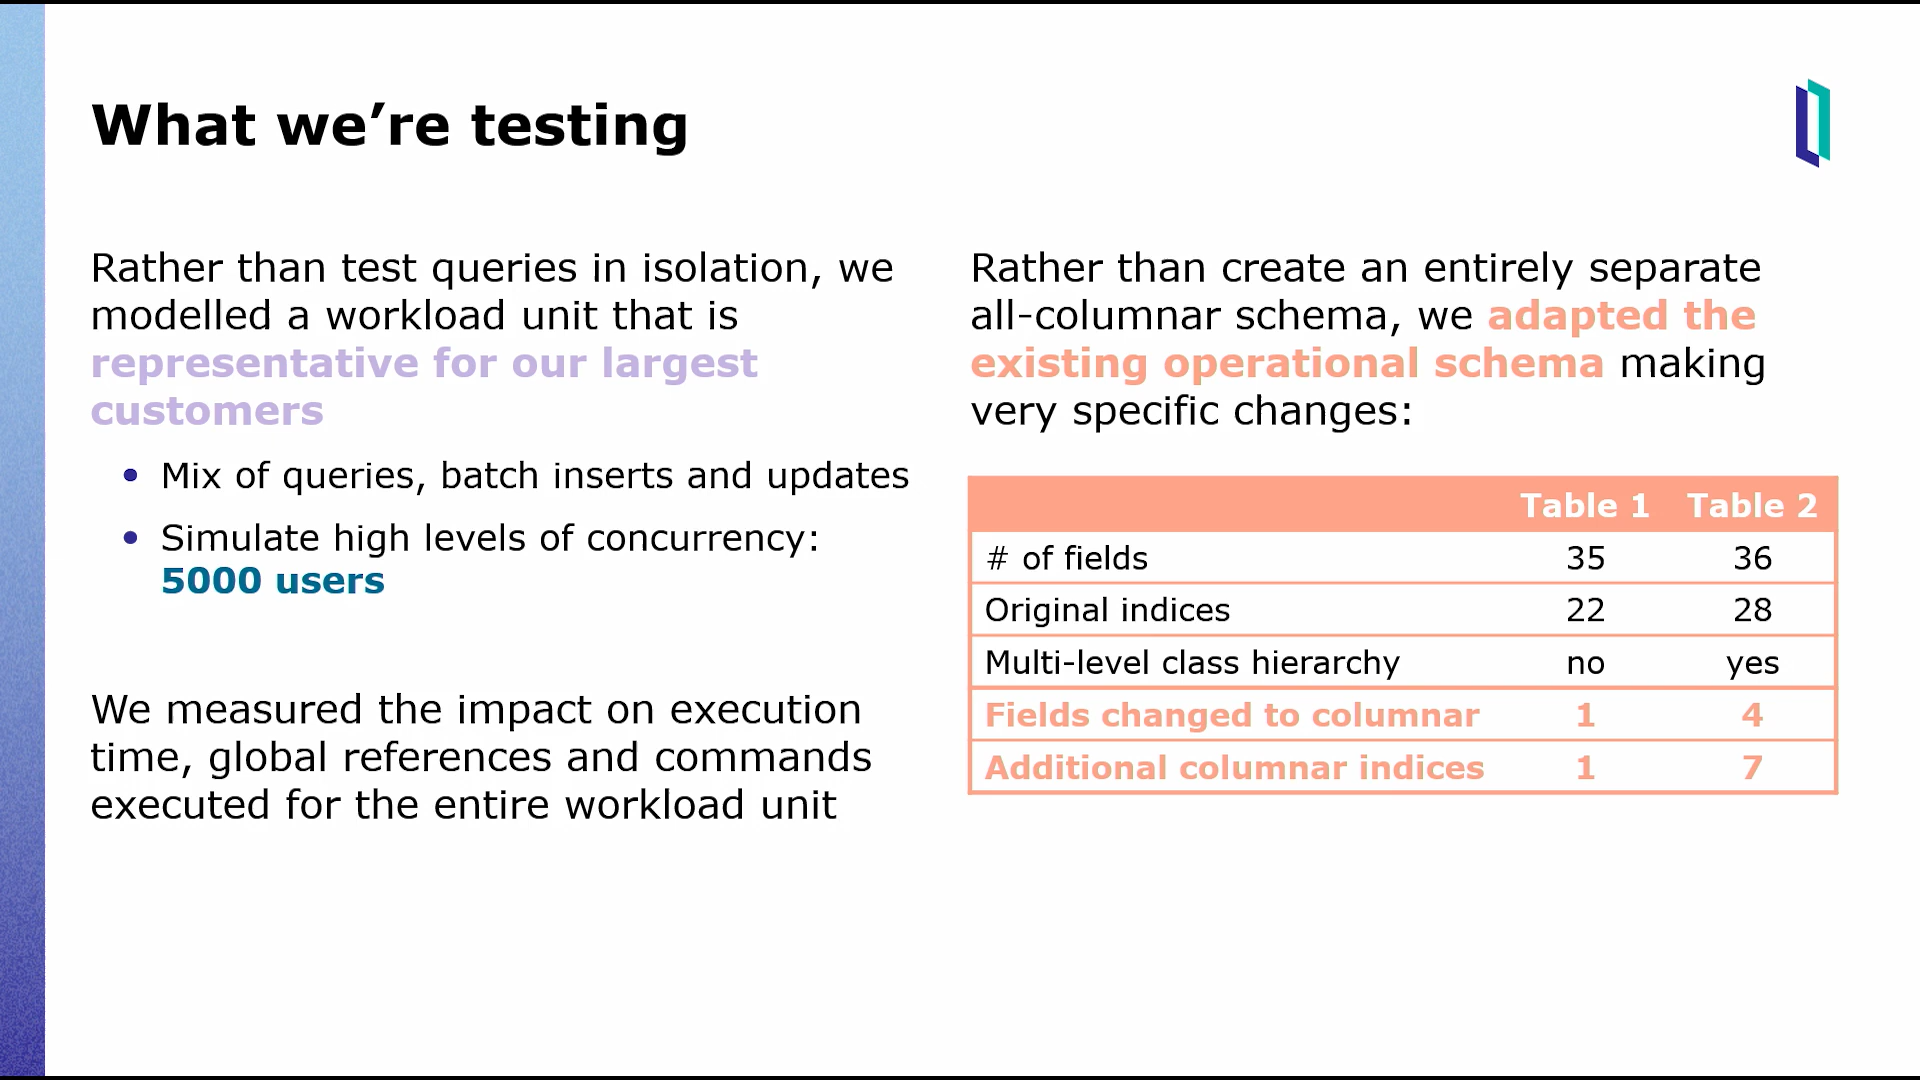 What we’re testing
Rather than test queries in isolation, we
modelled a workload unit that is
representative for our largest
customers
• Mix of queries, batch inserts and updates
• Simulate high levels of concurrency:
5000 users
We measured the impact on execution
time, global references and commands
executed for the entire workload unit
Rather than create an entirely separate
all-columnar schema, we adapted the
existing operational schema making
very specific changes:
Table 1 Table 2
# of fields 35 36
Original indices 22 28
Multi-level class hierarchy no yes
Fields changed to columnar 1 4
Additional columnar indices 1 7